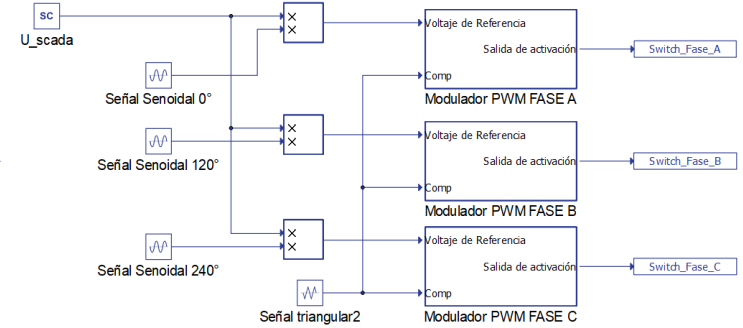 SC
U_scada
×
×
Voltaje de Referencia
Salida de activación
Comp
Switch_Fase_A
Señal Senoidal 0°
Modulador PWM FASE A
×
×
Voltaje de Referencia
Salida de activación
Comp
Switch_Fase_B
Señal Senoidal 120°
Modulador PWM FASE B
×
×
Voltaje de Referencia
Salida de activación
Comp
Switch_Fase_C
Señal Senoidal 240°
Señal triangular2
Modulador PWM FASE C